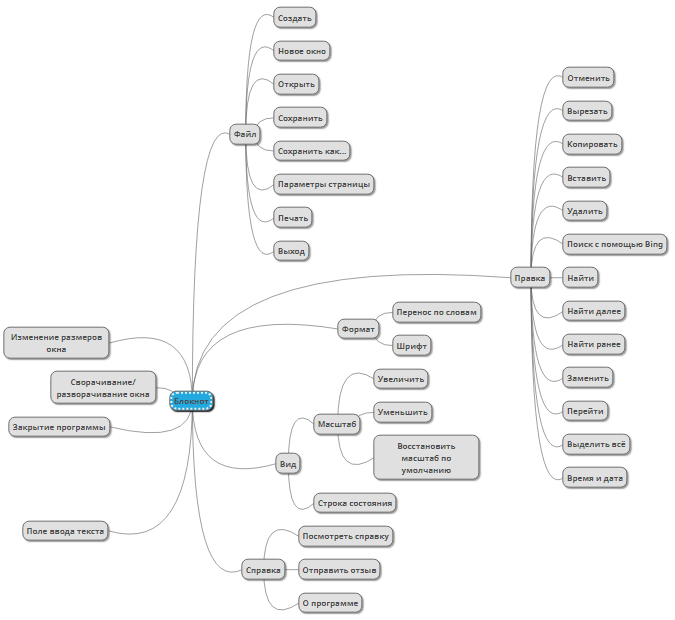 Создать
Новое окно
Открыть
Сохранить
Файл
Сохранить как...
Параметры страницы
Печать
Выход
Отменить
Вырезать
Копировать
Вставить
Удалить
Поиск с помощью Bing
Правка
Найти
Найти далее
Найти ранее
Заменить
Перейти
Выделить всё
Время и дата
Перенос по словам
Формат
Шрифт
Изменение размеров
окна
Сворачивание/
разворачивание окна
Блокнот
Закрытие программы
Поле ввода текста
Увеличить
Уменьшить
Масштаб
Восстановить
масштаб по
умолчанию
Вид
Строка состояния
Посмотреть справку
Справка
Отправить отзыв
О программе